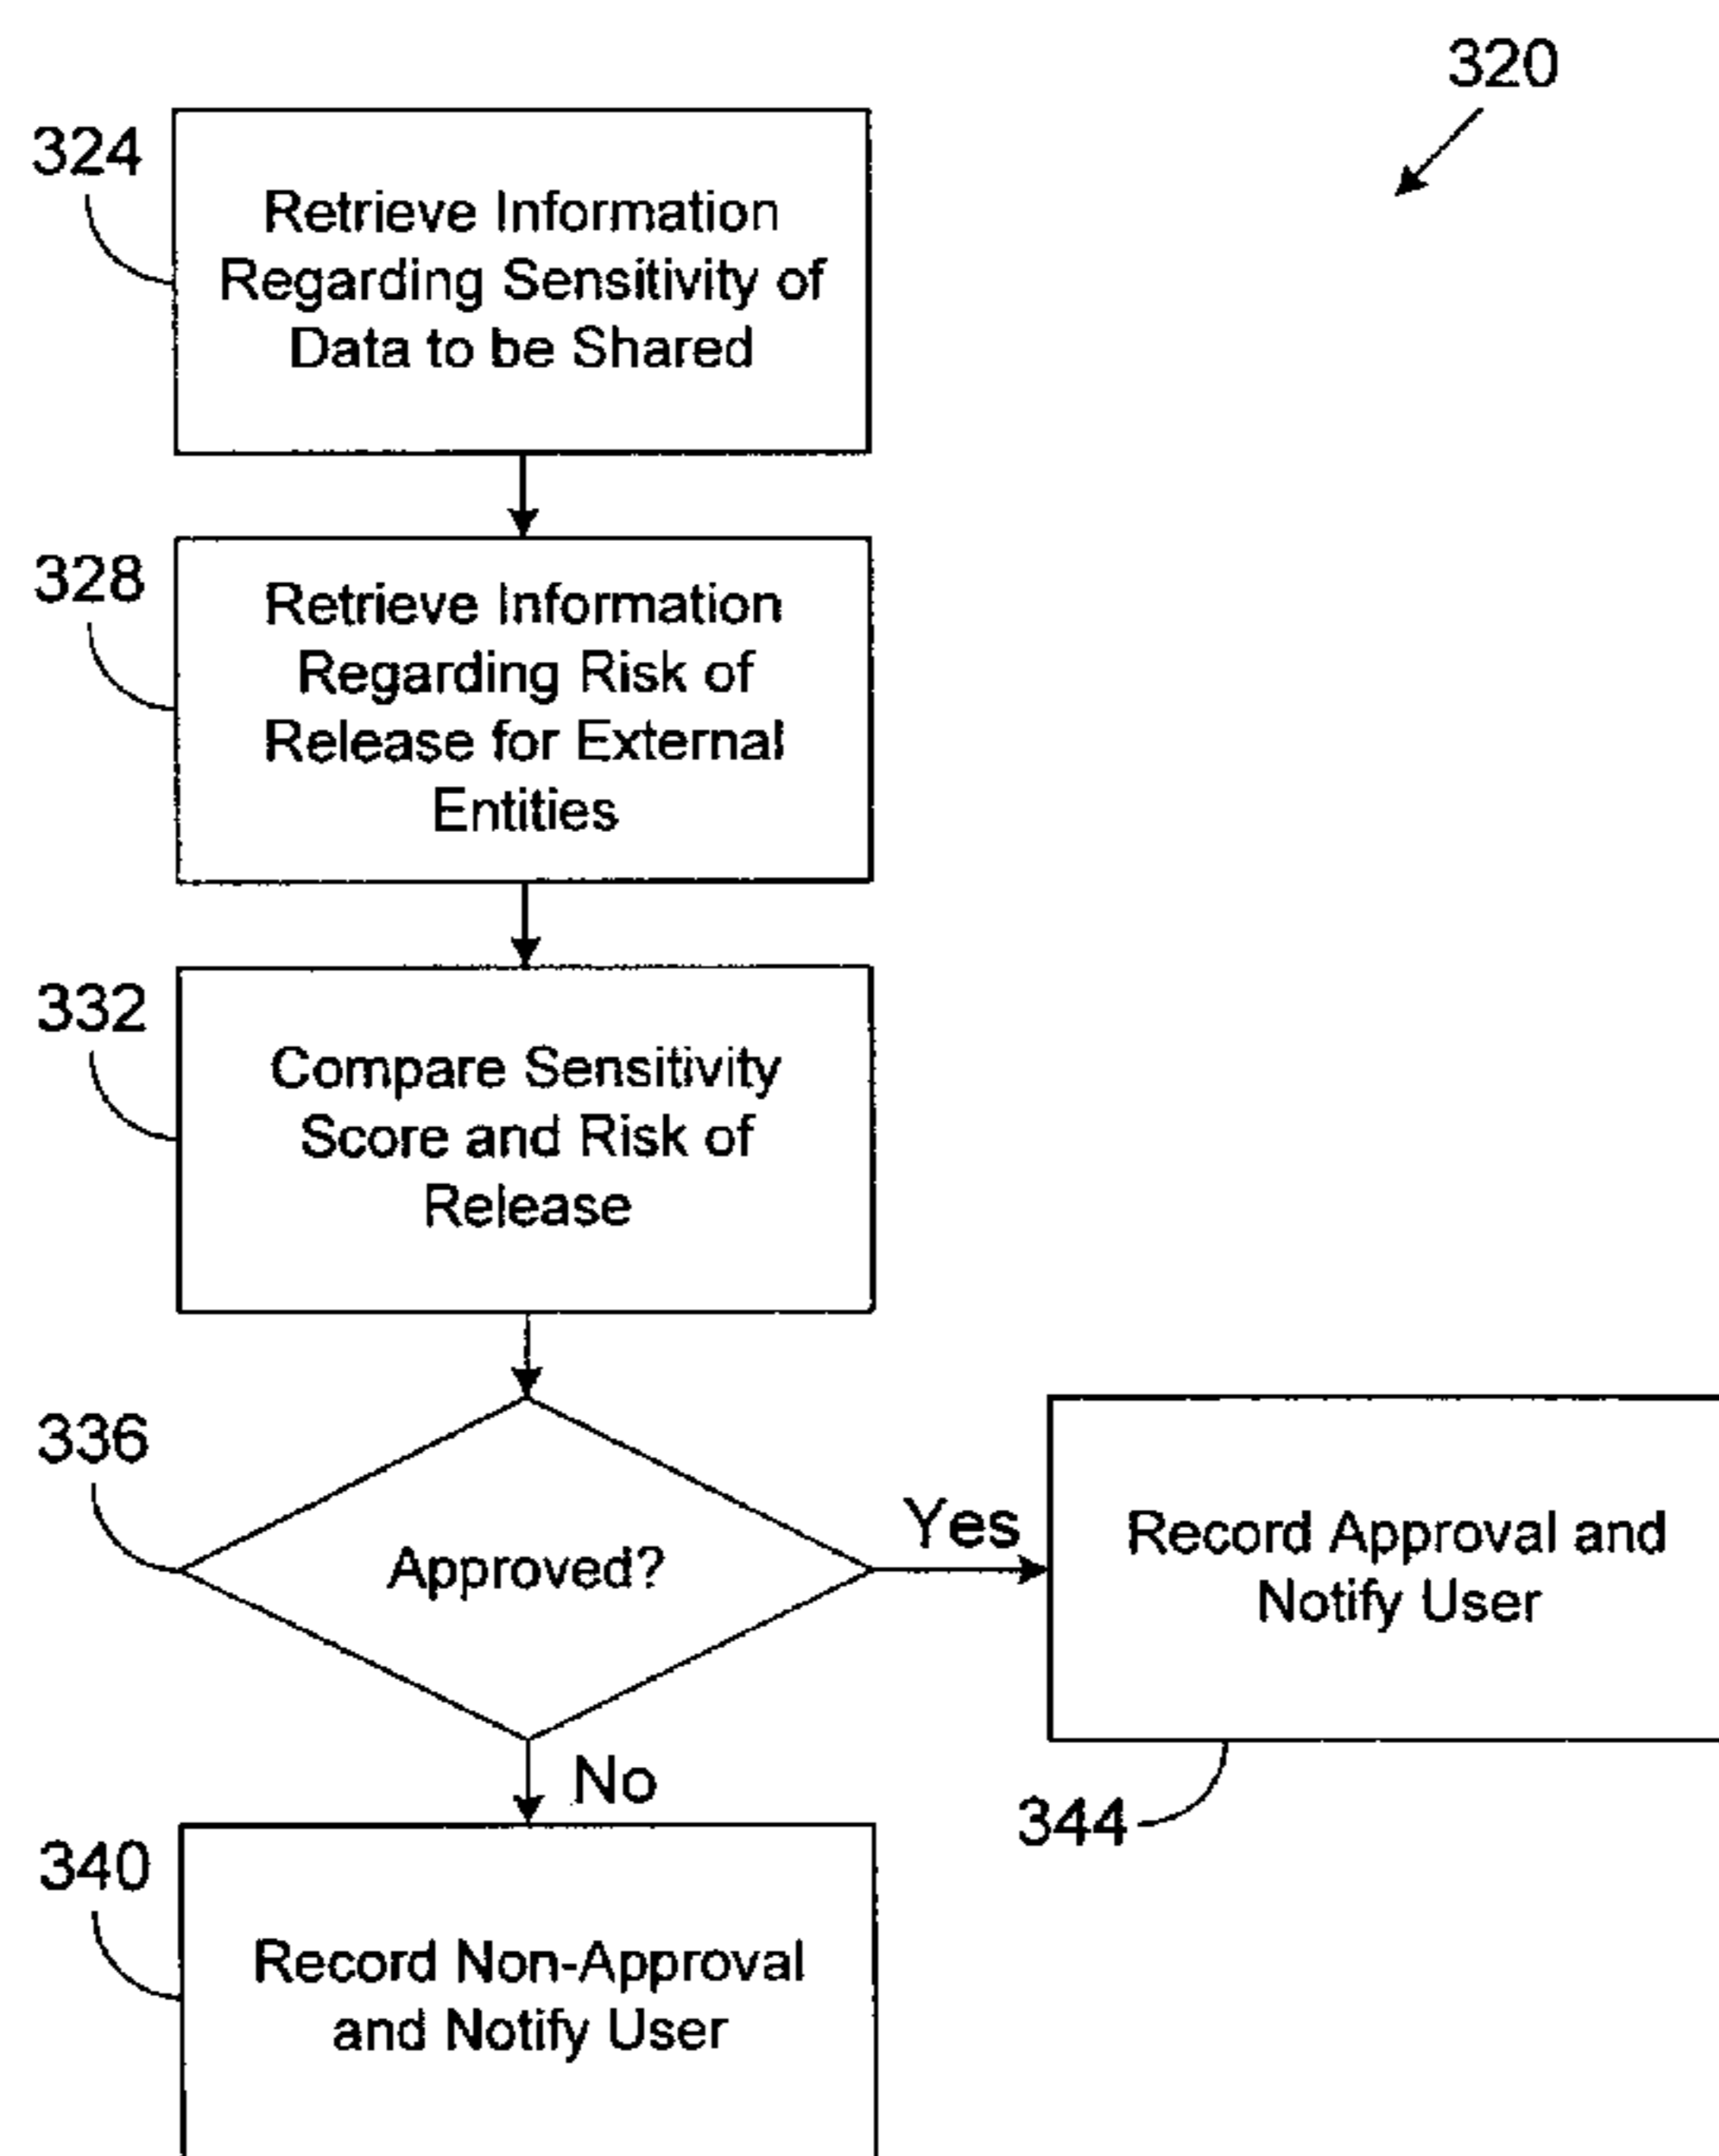 320
324
Retrieve Information
Regarding Sensitivity of
Data to be Shared
328
Retrieve Information
Regarding Risk of
Release for External
Entities
332
Compare Sensitivity
Score and Risk of
Release
336
Approved?
Yes
Record Approval and
Notify User
344
No
340
Record Non-Approval
and Notify User